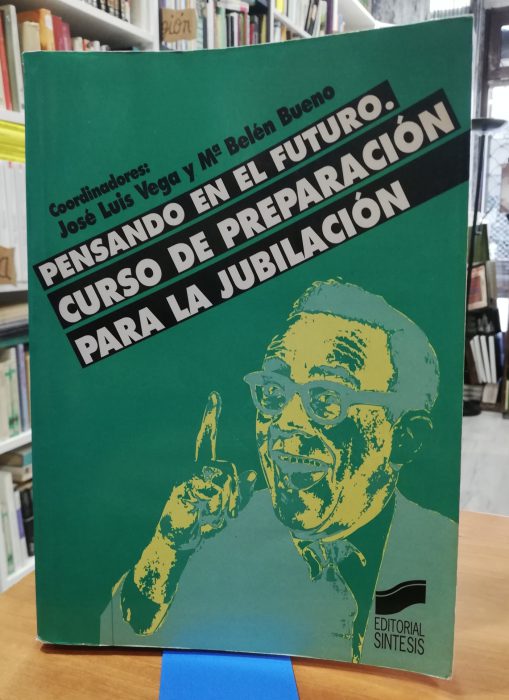 Coordinadores:
José Luis Vega y Mª Belén Bueno
PENSANDO EN EL FUTURO.
CURSO DE PREPARACIÓN
PARA LA JUBILACIÓN
EDITORIAL
SINTESIS